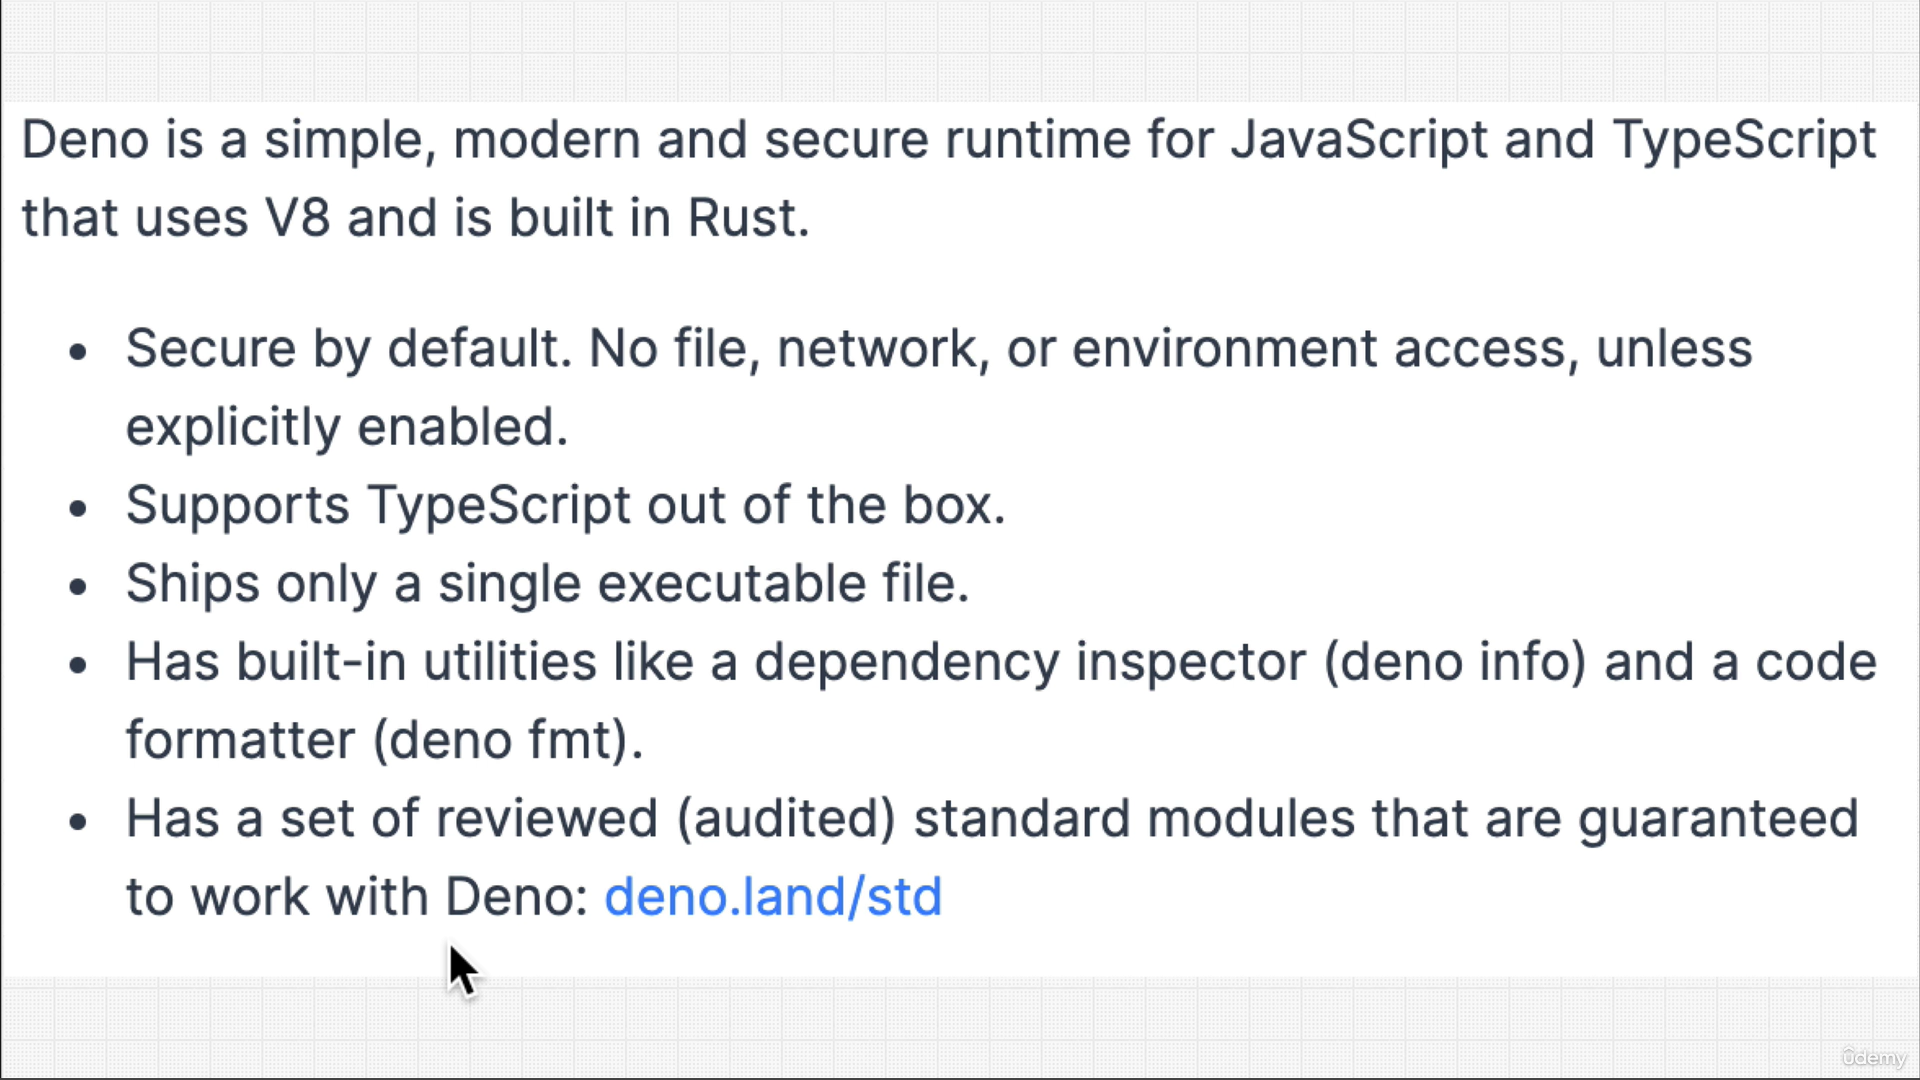 Deno is a simple, modern and secure runtime for JavaScript and TypeScript
that uses V8 and is built in Rust.
• Secure by default. No file, network, or environment access, unless
explicitly enabled.
• Supports TypeScript out of the box.
• Ships only a single executable file.
• Has built-in utilities like a dependency inspector (deno info) and a code
formatter (deno fmt).
• Has a set of reviewed (audited) standard modules that are guaranteed
to work with Deno: deno.land/std
ûdemy